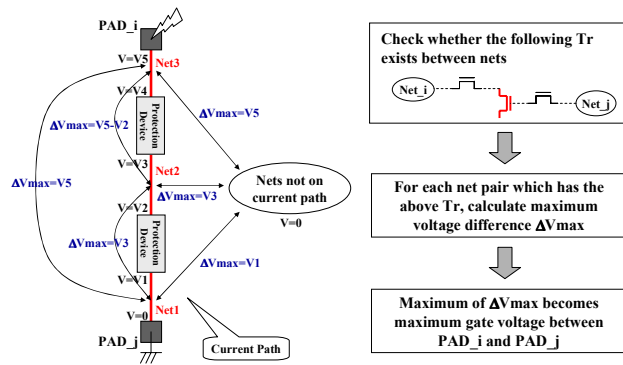 PAD_i
V=V5
Net3
V=V4
Protection
Device
ΔVmax=V5-V2
ΔVmax=V5
ΔVmax=V5
V=V3
Net2
ΔVmax=V3
V=V2
Nets not on
current path
V=0
Protection
Device
ΔVmax=V3
ΔVmax=V1
V=V1
Net1
V=0
PAD_j
Current Path
Check whether the following Tr
exists between nets
Net_i
Net_j
For each net pair which has the
above Tr, calculate maximum
voltage difference ΔVmax
Maximum of ΔVmax becomes
maximum gate voltage between
PAD_i and PAD_j